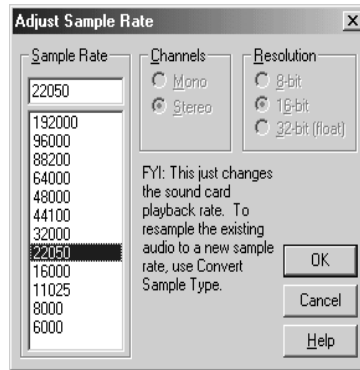 Adjust Sample Rate
Sample Rate
22050
192000
96000
88200
64000
48000
44100
32000
22050
16000
11025
8000
6000
Channels
Mono
Stereo
Resolution
8-bit
16-bit
32-bit (float)
FYI: This just changes
the sound card
playback rate. To
resample the existing
audio to a new sample
rate, use Convert
Sample Type.
OK
Cancel
Help